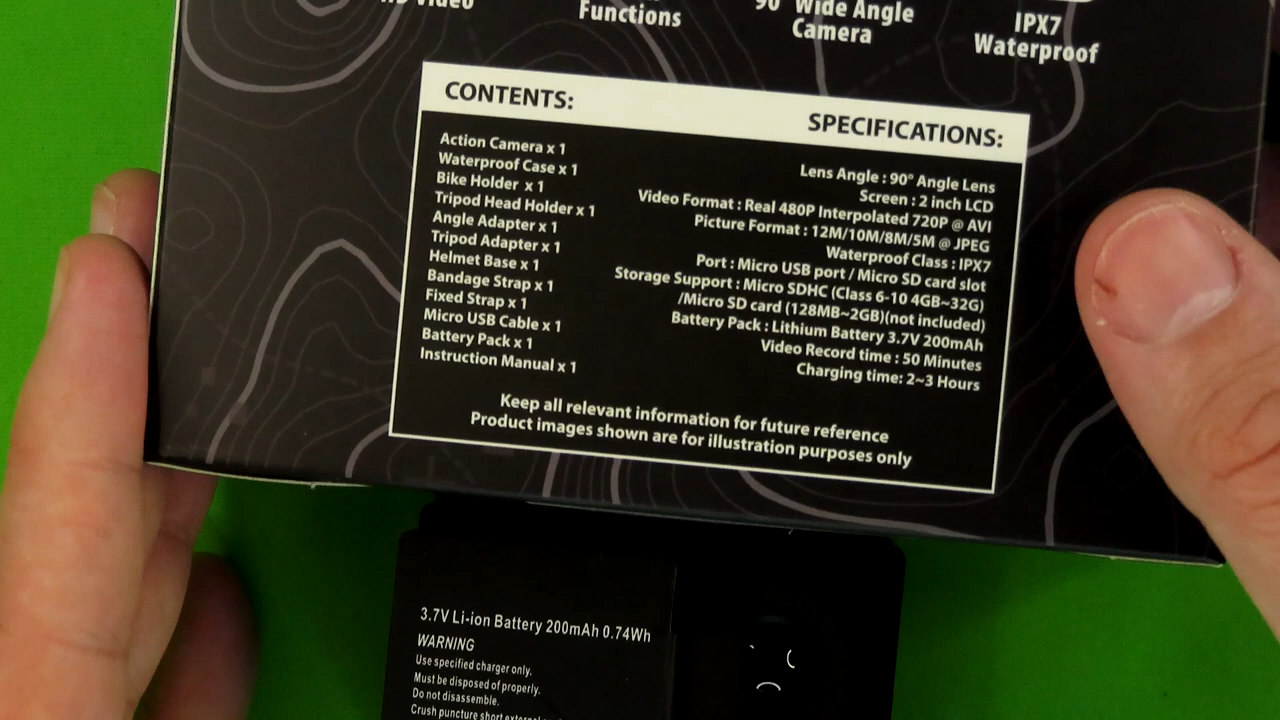 HD Video
Functions
90° Wide Angle
Camera
IPX7
Waterproof
CONTENTS:
Action Camera x 1
Waterproof Case x 1
Bike Holder x 1
Tripod Head Holder x 1
Angle Adapter x 1
Tripod Adapter x 1
Helmet Base x 1
Bandage Strap x 1
Fixed Strap x 1
Micro USB Cable x 1
Battery Pack x 1
Instruction Manual x 1
SPECIFICATIONS:
Lens Angle : 90° Angle Lens
Screen : 2 inch LCD
Video Format : Real 480P Interpolated 720P @ AVI
Picture Format : 12M/10M/8M/5M @ JPEG
Waterproof Class : IPX7
Port : Micro USB port / Micro SD card slot
Storage Support : Micro SDHC (Class 6-10 4GB~32G)
/Micro SD card (128MB~2GB)(not included)
Battery Pack : Lithium Battery 3.7V 200mAh
Video Record time : 50 Minutes
Charging time: 2~3 Hours
Keep all relevant information for future reference
Product images shown are for illustration purposes only
3.7V Li-ion Battery 200mAh 0.74Wh
WARNING
Use specified charger only.
Must be disposed of properly.
Do not disassemble.
Crush puncture short